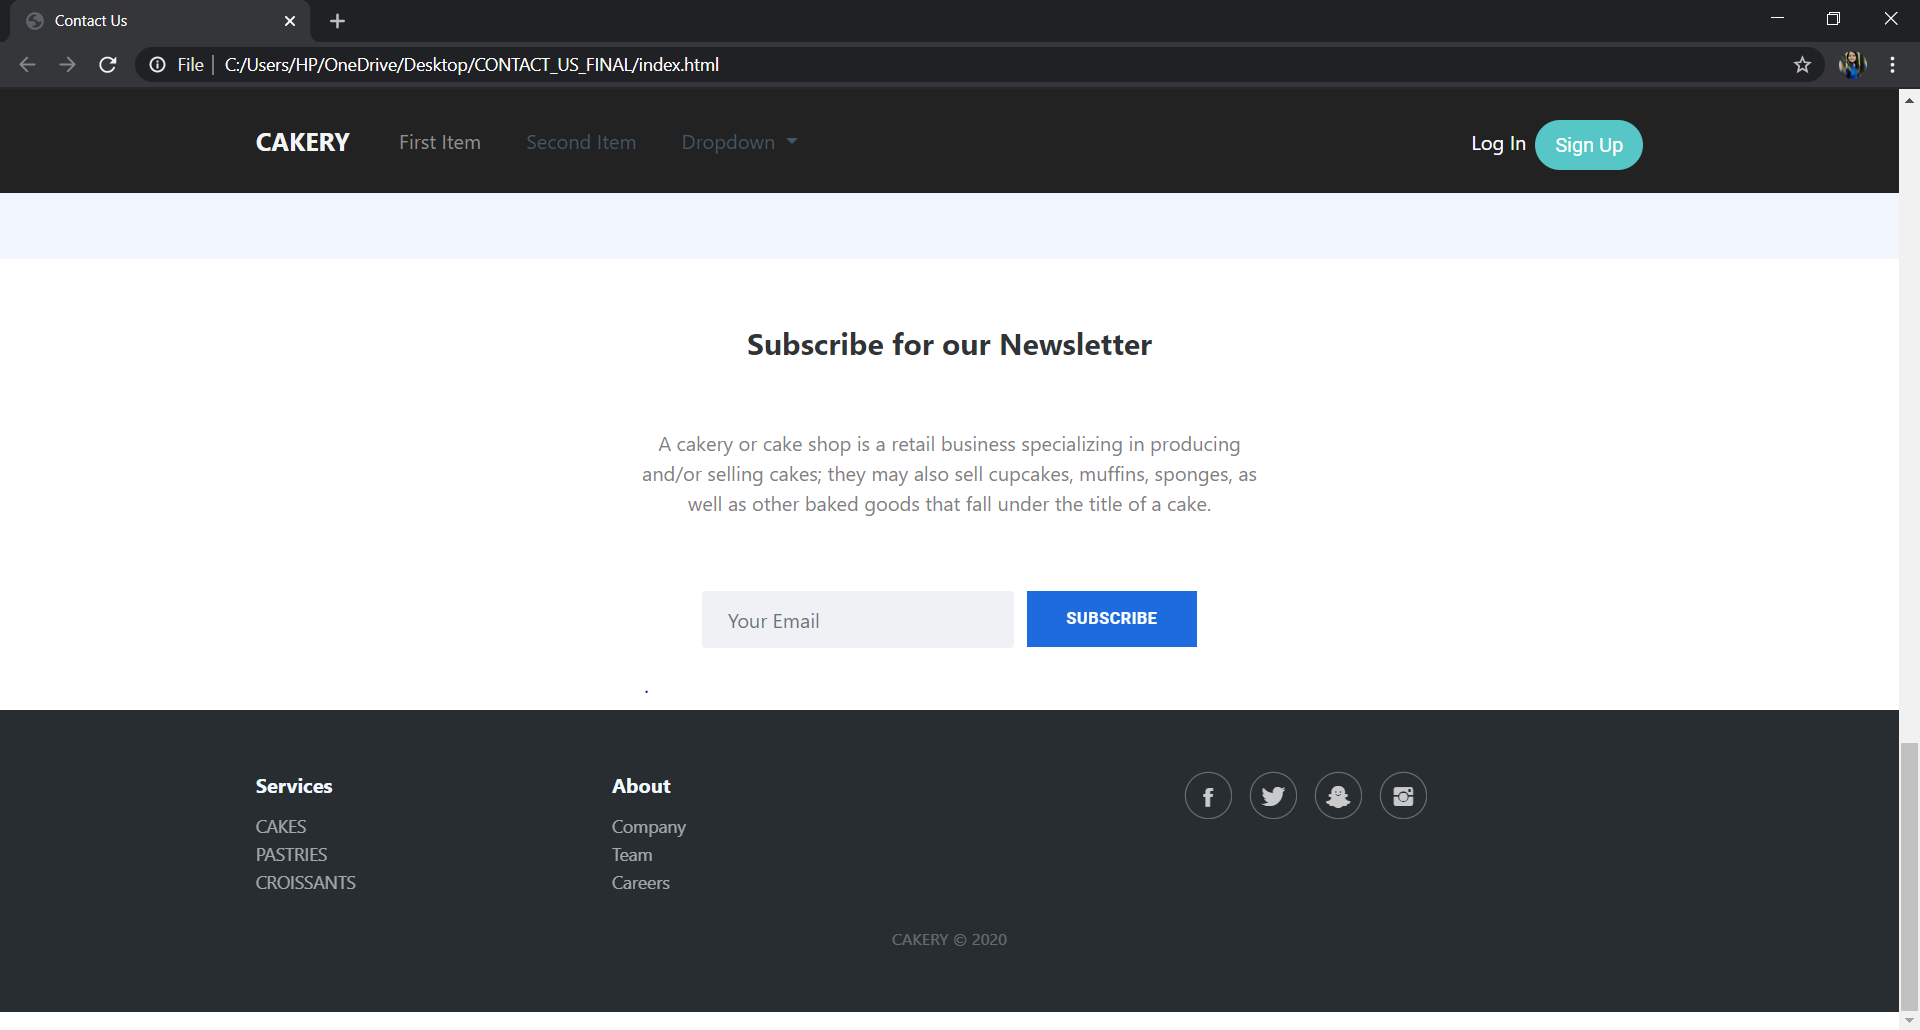 Contact Us
File | C:/Users/HP/OneDrive/Desktop/CONTACT_US_FINAL/index.html
CAKERY First Item Second Item Dropdown Log In Sign Up
Subscribe for our Newsletter
A cakery or cake shop is a retail business specializing in producing
and/or selling cakes; they may also sell cupcakes, muffins, sponges, as
well as other baked goods that fall under the title of a cake.
Your Email SUBSCRIBE
.
Services About
CAKES Company
PASTRIES Team
CROISSANTS Careers
CAKERY © 2020